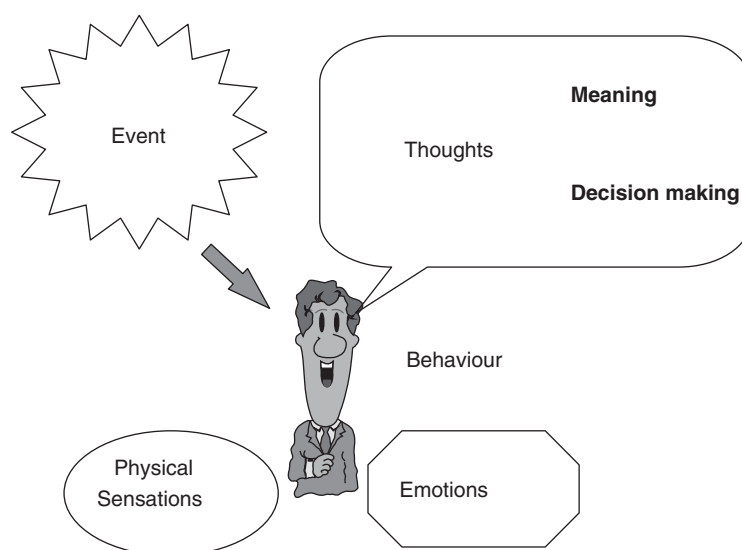 Event
Meaning
Thoughts
Decision making
Behaviour
Physical
Sensations
Emotions